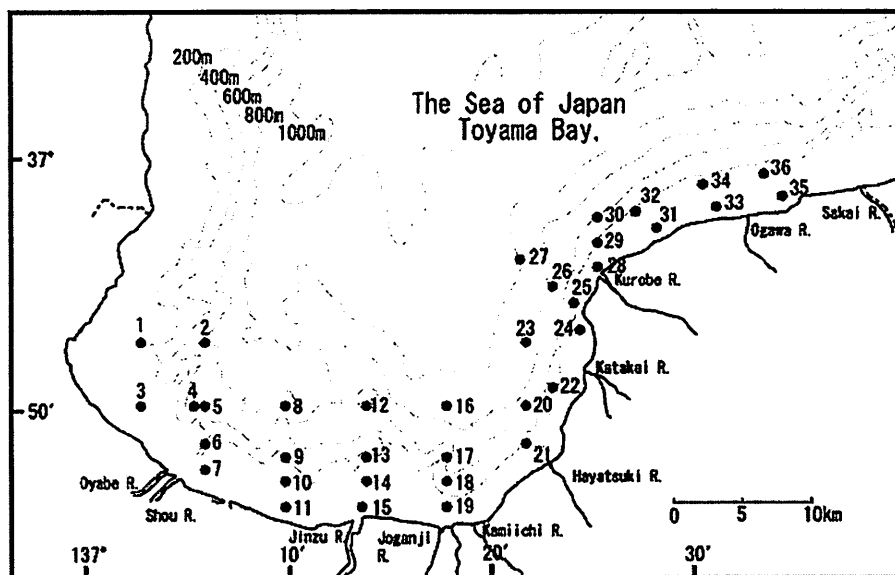 200m
400m
600m
800m
1000m
The Sea of Japan
Toyama Bay.
37°
36
34
35
32
33
30
31
Sakai R.
Ogawa R.
29
27
28
26
Kurobe R.
25
1
2
23
24
Katakai R.
22
3
4
5
8
12
16
20
50′
6
21
9
13
17
7
Hayatsuki R.
Oyabe R.
10
14
18
Shou R.
11
15
19
0 5 10km
Jinzu R.
Joganji R.
Kamiichi R.
137°
10′
20′
30′